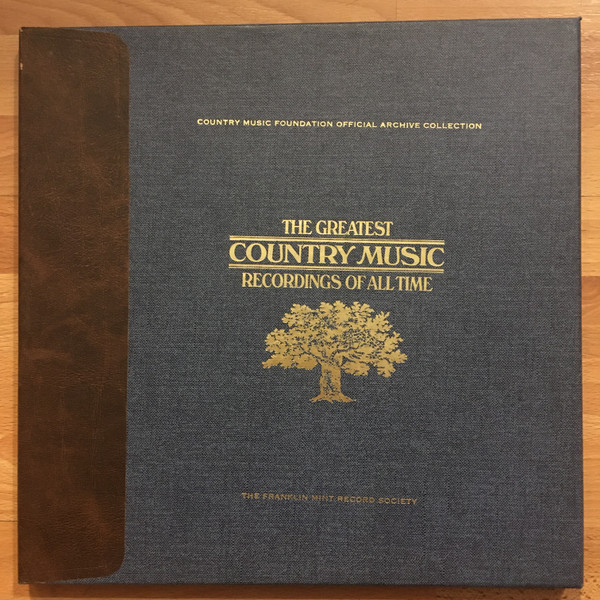 COUNTRY MUSIC FOUNDATION OFFICIAL ARCHIVE COLLECTION
THE GREATEST
COUNTRY MUSIC
RECORDINGS OF ALL TIME
THE FRANKLIN MINT RECORD SOCIETY